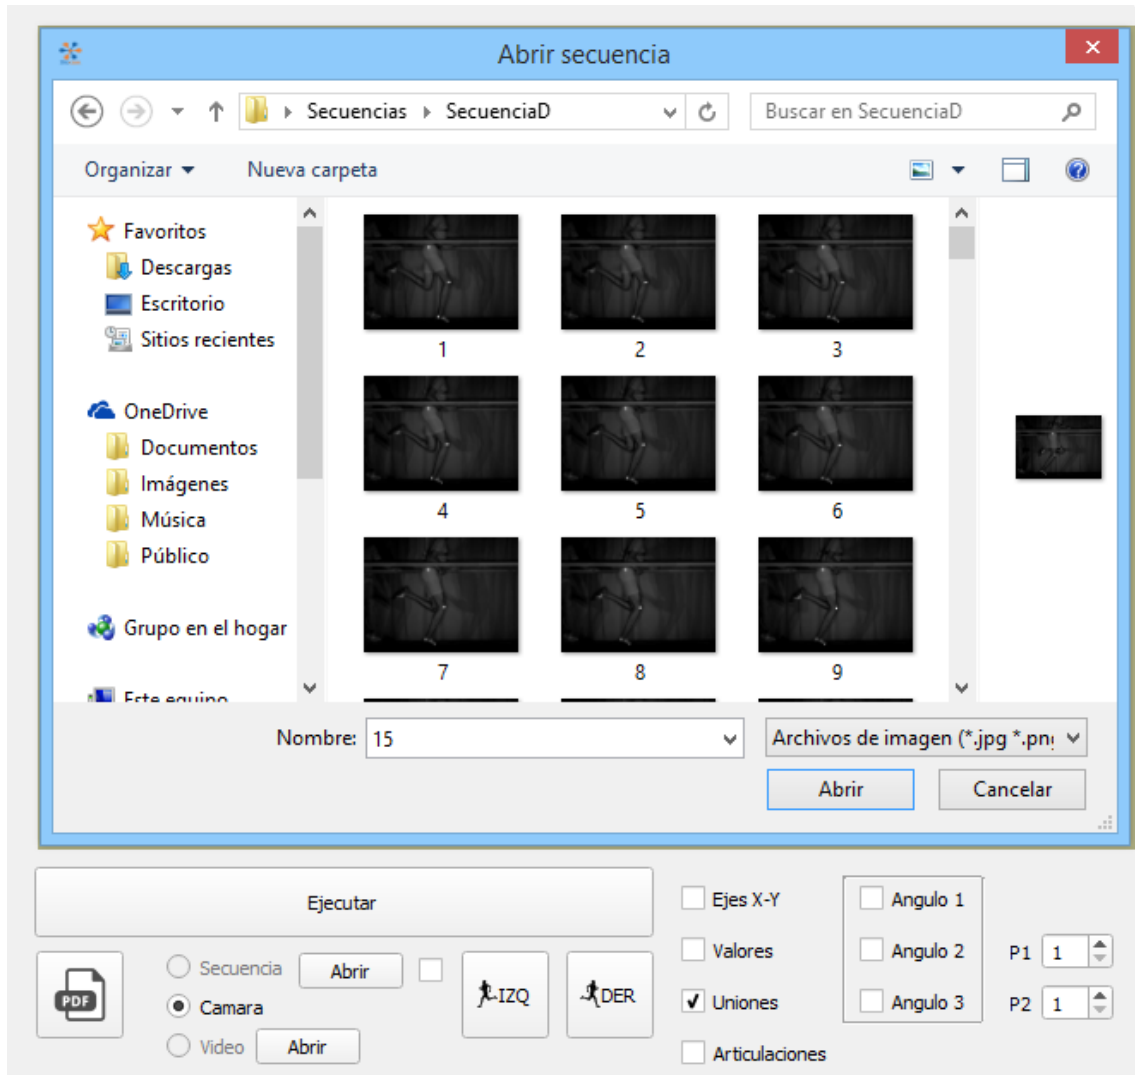 Abrir secuencia
Secuencias SecuenciaD
Buscar en SecuenciaD
Organizar
Nueva carpeta
Favoritos
Descargas
Escritorio
Sitios recientes
OneDrive
Documentos
Imágenes
Música
Público
Grupo en el hogar
Este equipo
1 2 3
4 5 6
7 8 9
Nombre: 15
Archivos de imagen (*.jpg *.pn
Abrir
Cancelar
Ejecutar
PDF
Secuencia
Abrir
Camara
Video
Abrir
IZQ
DER
Ejes X-Y
Valores
Uniones
Articulaciones
Angulo 1
Angulo 2
Angulo 3
P1 1
P2 1